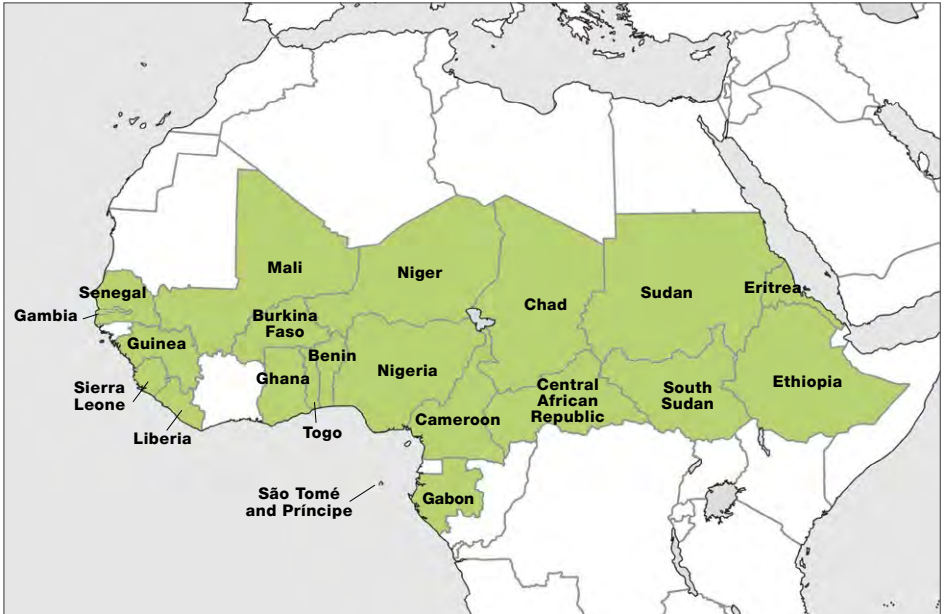 Mali
Niger
Chad
Sudan
Eritrea
Senegal
Gambia
Burkina
Faso
Guinea
Benin
Nigeria
Ghana
Ethiopia
Central
African
Republic
South
Sudan
Sierra
Leone
Liberia
Togo
Cameroon
São Tomé
and Príncipe
Gabon